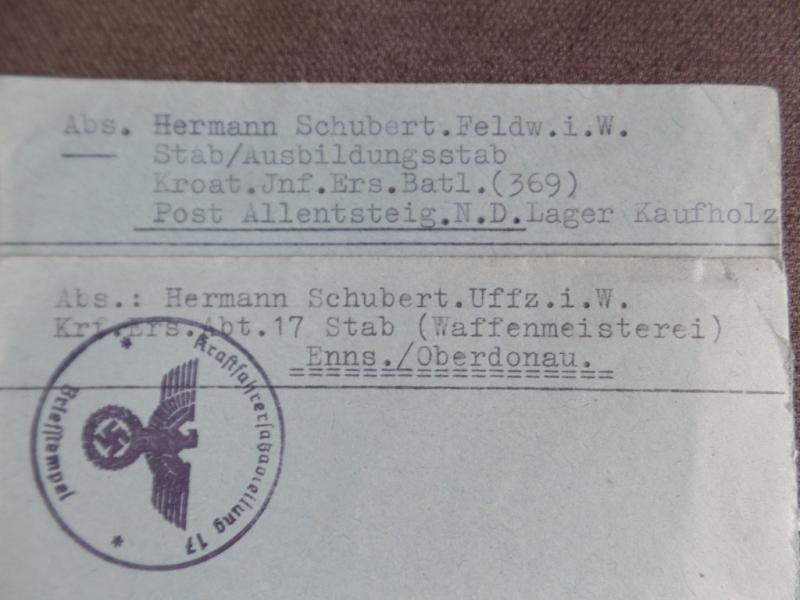 Abs. Hermann Schubert.Feldw.i.W.
Stab/Ausbildungsstab
Kroat.Jnf.Ers.Batl.(369)
Post Allentsteig.N.D.Lager Kaufholz
Abs.: Hermann Schubert.Uffz.i.W.
Krf.Ers.Abt.17 Stab (Waffenmeisterei)
Enns./Oberdonau.
Kraftfahrersatzabteilung 17
Briefstempel